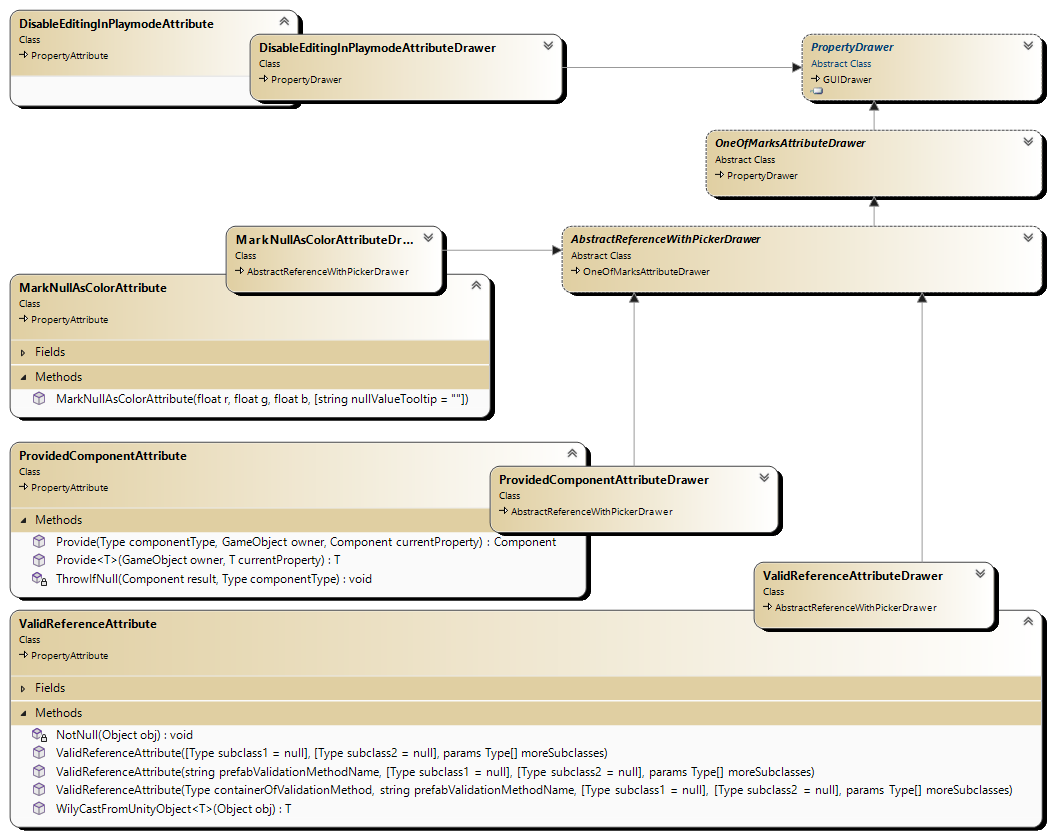 DisableEditingInPlaymodeAttribute
Class
PropertyAttribute
DisableEditingInPlaymodeAttributeDrawer
Class
PropertyDrawer
PropertyDrawer
Abstract Class
GUIDrawer
OneOfMarksAttributeDrawer
Abstract Class
PropertyDrawer
MarkNullAsColorAttributeDr...
Class
AbstractReferenceWithPickerDrawer
AbstractReferenceWithPickerDrawer
Abstract Class
OneOfMarksAttributeDrawer
MarkNullAsColorAttribute
Class
PropertyAttribute
Fields
Methods
MarkNullAsColorAttribute(float r, float g, float b, [string nullValueTooltip = ""])
ProvidedComponentAttribute
Class
PropertyAttribute
Methods
Provide(Type componentType, GameObject owner, Component currentProperty) : Component
Provide<T>(GameObject owner, T currentProperty) : T
ThrowIfNull(Component result, Type componentType) : void
ProvidedComponentAttributeDrawer
Class
AbstractReferenceWithPickerDrawer
ValidReferenceAttributeDrawer
Class
AbstractReferenceWithPickerDrawer
ValidReferenceAttribute
Class
PropertyAttribute
Fields
Methods
NotNull(Object obj) : void
ValidReferenceAttribute([Type subclass1 = null], [Type subclass2 = null], params Type[] moreSubclasses)
ValidReferenceAttribute(string prefabValidationMethodName, [Type subclass1 = null], [Type subclass2 = null], params Type[] moreSubclasses)
ValidReferenceAttribute(Type containerOfValidationMethod, string prefabValidationMethodName, [Type subclass1 = null], [Type subclass2 = null], params Type[] moreSubclasses)
WilyCastFromUnityObject<T>(Object obj) : T